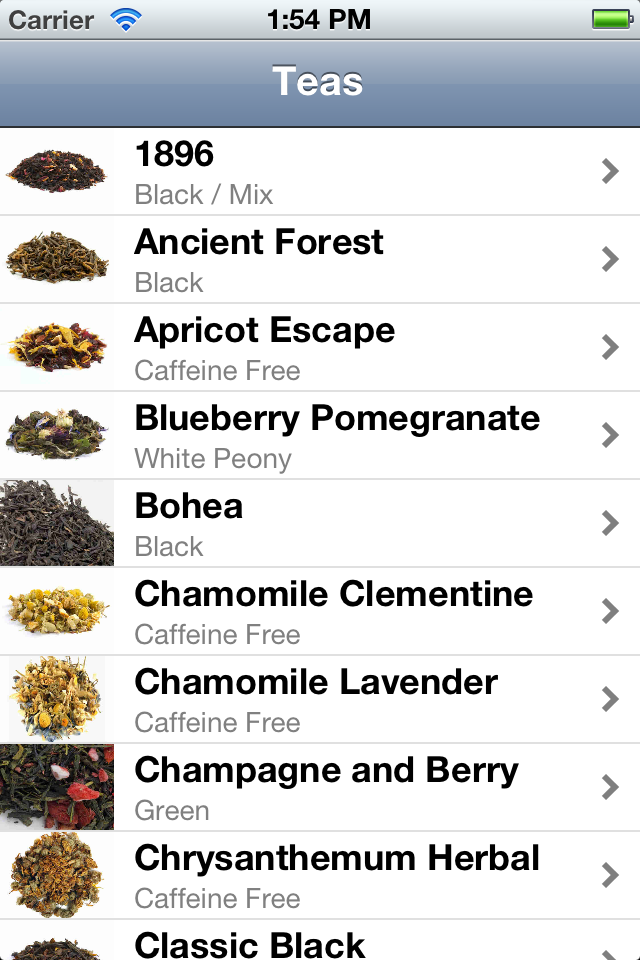 Carrier 1:54 PM
Teas
1896
Black / Mix
Ancient Forest
Black
Apricot Escape
Caffeine Free
Blueberry Pomegranate
White Peony
Bohea
Black
Chamomile Clementine
Caffeine Free
Chamomile Lavender
Caffeine Free
Champagne and Berry
Green
Chrysanthemum Herbal
Caffeine Free
Classic Black